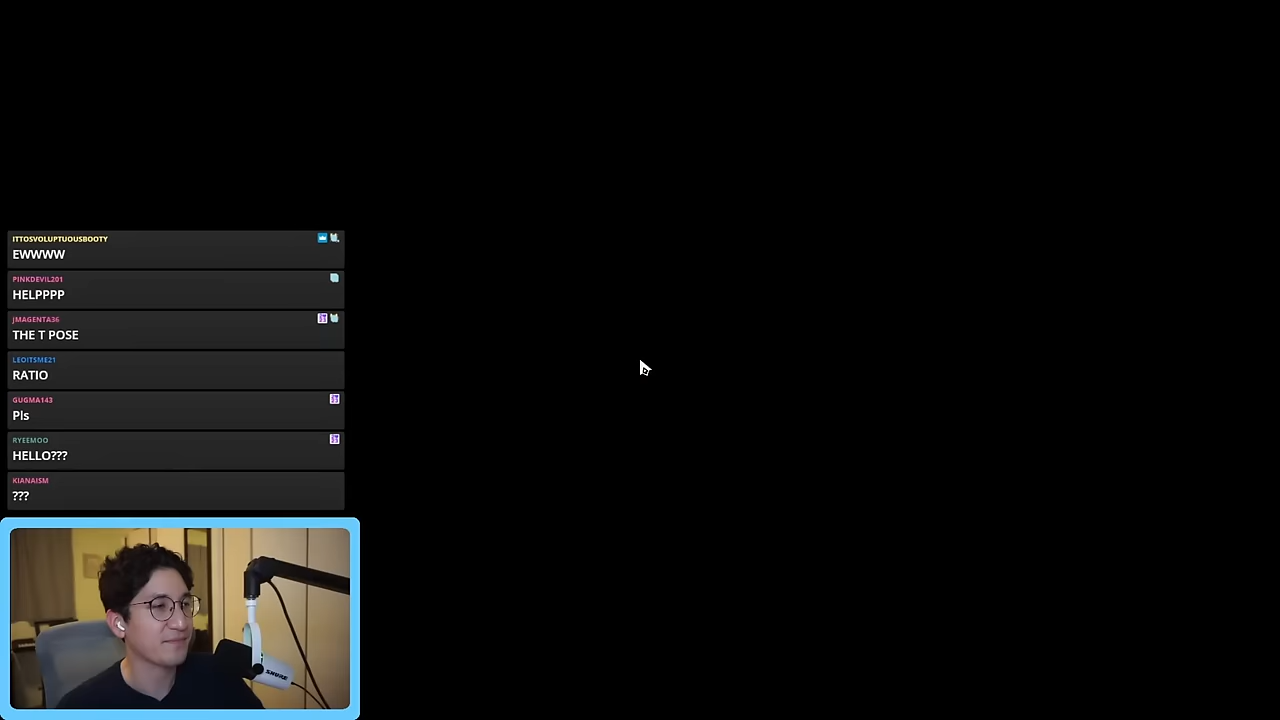 ITTOSVOLUPTUOUSBOOTY
EWWWW
PINKDEVIL201
HELPPPP
JMAGENTA36
THE T POSE
LEOITSME21
RATIO
GUGMA143
Pls
RYEEMOO
HELLO???
KIANAISM
???
SHURE